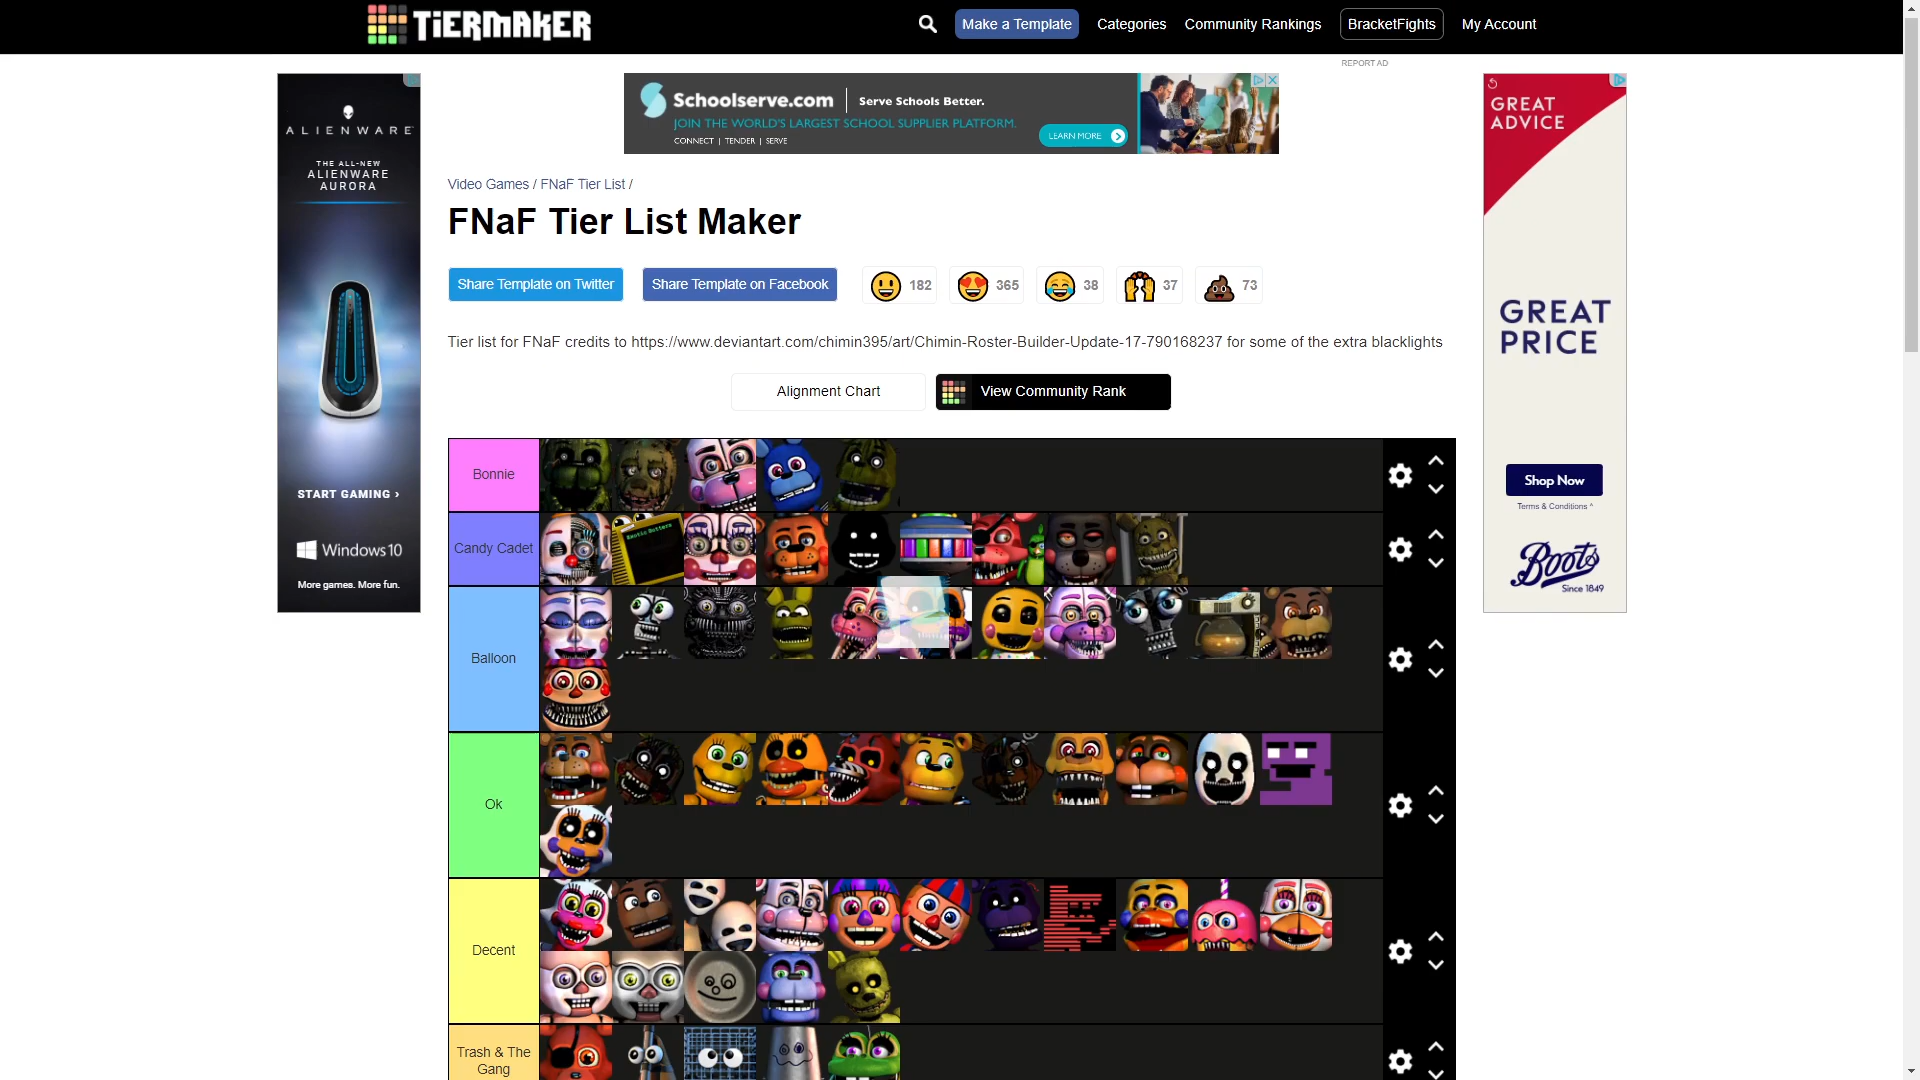 TiERMAKER
Make a Template
Categories
Community Rankings
BracketFights
My Account
REPORT AD
ALIENWARE
THE ALL-NEW
ALIENWARE
AURORA
START GAMING ›
Windows 10
More games. More fun.
Schoolserve.com
Serve Schools Better.
JOIN THE WORLD'S LARGEST SCHOOL SUPPLIER PLATFORM.
CONNECT | TENDER | SERVE
LEARN MORE
GREAT
ADVICE
GREAT
PRICE
Shop Now
Terms & Conditions ^
Boots
Since 1849
Video Games / FNaF Tier List /
FNaF Tier List Maker
Share Template on Twitter
Share Template on Facebook
182
365
38
37
73
Tier list for FNaF credits to https://www.deviantart.com/chimin395/art/Chimin-Roster-Builder-Update-17-790168237 for some of the extra blacklights
Alignment Chart
View Community Rank
Bonnie
Candy Cadet
Balloon
Ok
Decent
Trash & The
Gang